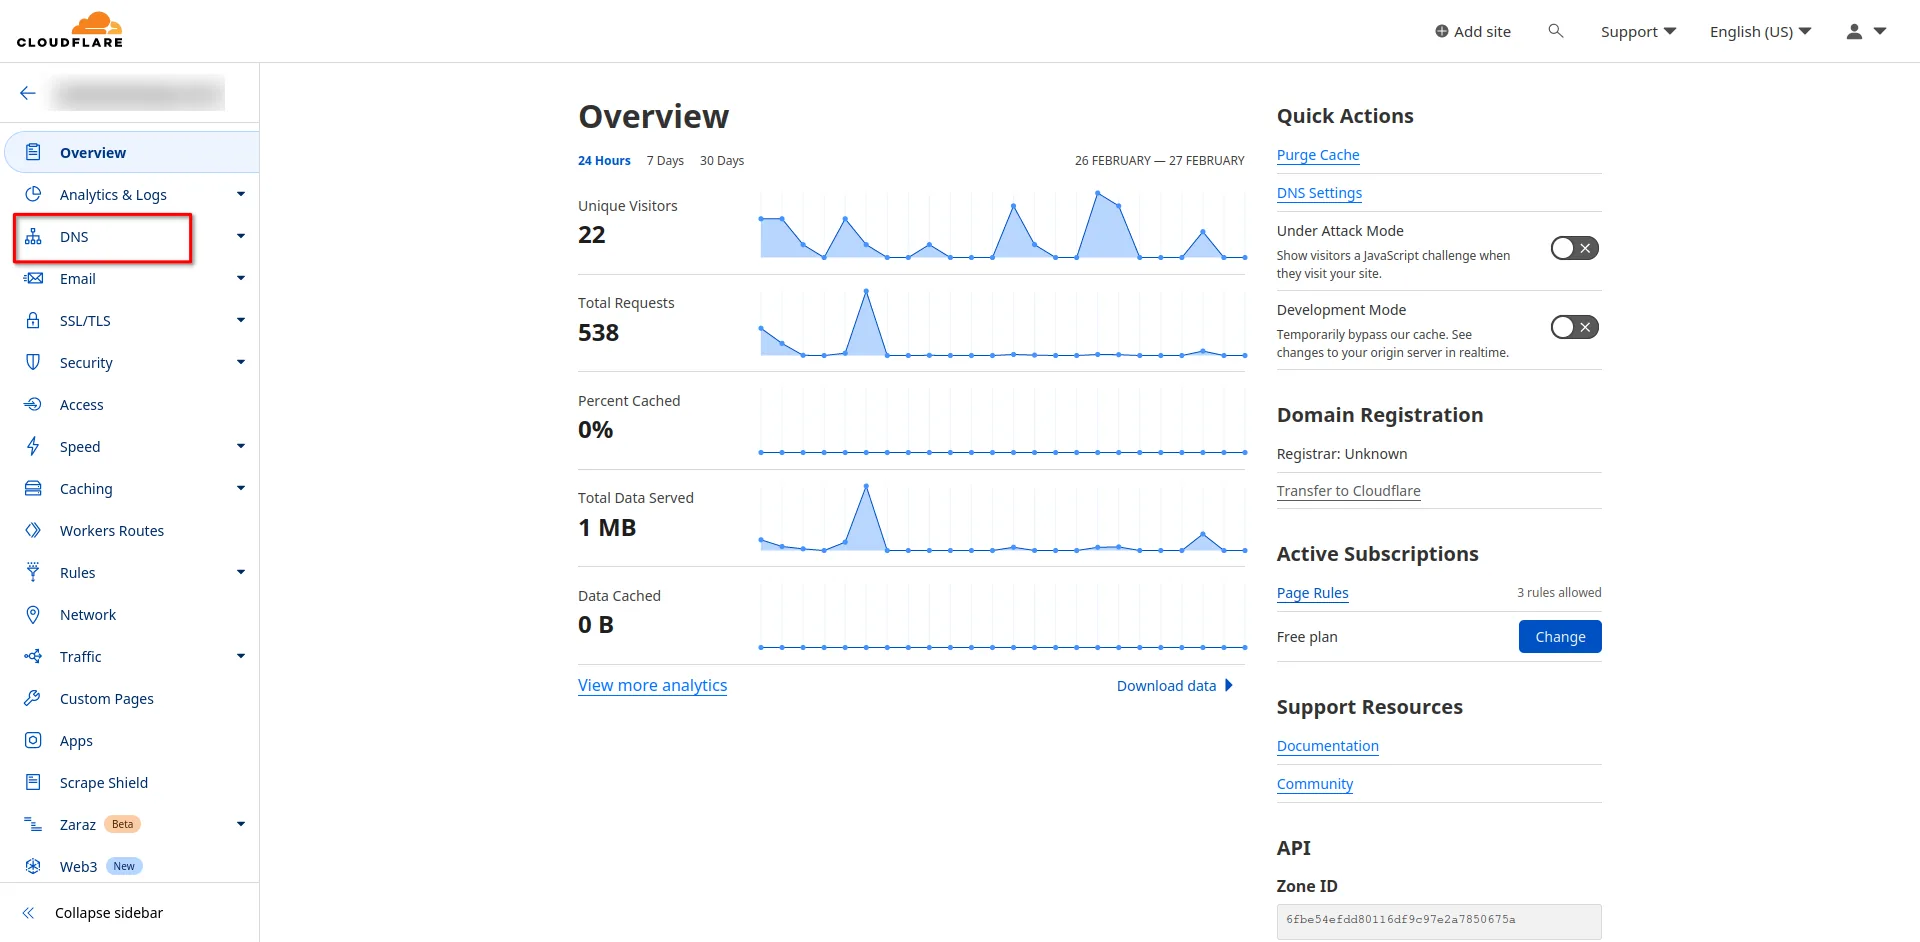 CLOUDFLARE
Add site
Support
English (US)
Overview
Analytics & Logs
DNS
Email
SSL/TLS
Security
Access
Speed
Caching
Workers Routes
Rules
Network
Traffic
Custom Pages
Apps
Scrape Shield
Zaraz Beta
Web3 New
Collapse sidebar
Overview
24 Hours 7 Days 30 Days
26 FEBRUARY — 27 FEBRUARY
Unique Visitors
22
Total Requests
538
Percent Cached
0%
Total Data Served
1 MB
Data Cached
0 B
View more analytics
Download data
Quick Actions
Purge Cache
DNS Settings
Under Attack Mode
Show visitors a JavaScript challenge when
they visit your site.
Development Mode
Temporarily bypass our cache. See
changes to your origin server in realtime.
Domain Registration
Registrar: Unknown
Transfer to Cloudflare
Active Subscriptions
Page Rules
3 rules allowed
Free plan
Change
Support Resources
Documentation
Community
API
Zone ID
6fbe54efdd80116df9c97e2a7850675a